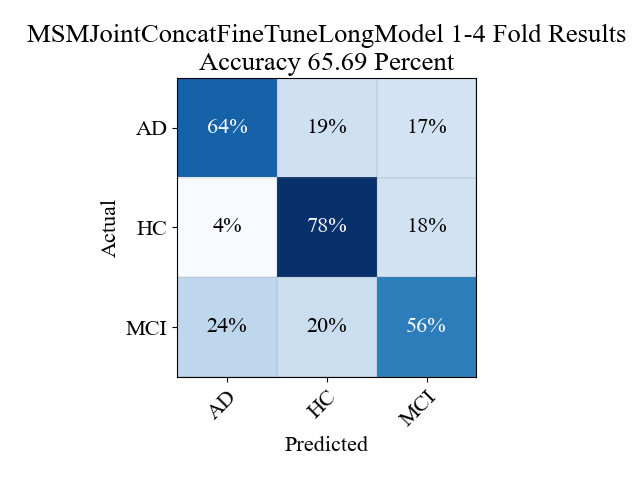 MSMJointConcatFineTuneLongModel 1-4 Fold Results
Accuracy 65.69 Percent
AD 64% 19% 17%
HC 4% 78% 18%
MCI 24% 20% 56%
Actual
AD HC MCI
Predicted